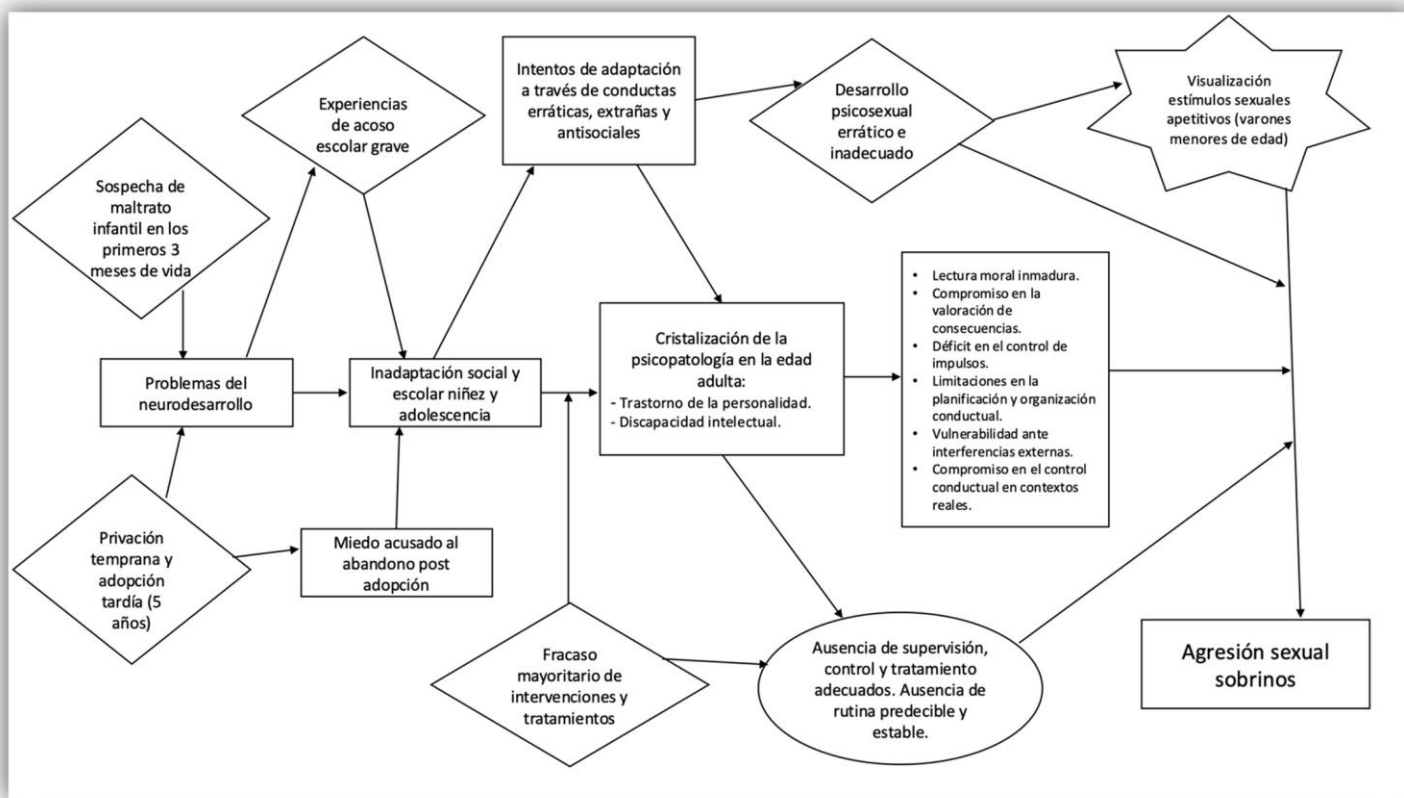 Sospecha de
maltrato
infantil en los
primeros 3
meses de vida
Experiencias
de acoso
escolar grave
Intentos de adaptación
a través de conductas
erráticas, extrañas y
antisociales
Desarrollo
psicosexual
errático e
inadecuado
Visualización
estímulos sexuales
apetitivos (varones
menores de edad)
Problemas del
neurodesarrollo
Inadaptación social y
escolar niñez y
adolescencia
Cristalización de la
psicopatología en la edad
adulta:
- Trastorno de la personalidad.
- Discapacidad intelectual.
• Lectura moral inmadura.
• Compromiso en la
valoración de
consecuencias.
• Déficit en el control de
impulsos.
• Limitaciones en la
planificación y organización
conductual.
• Vulnerabilidad ante
interferencias externas.
• Compromiso en el control
conductual en contextos
reales.
Privación
temprana y
adopción
tardía (5
años)
Miedo acusado al
abandono post
adopción
Fracaso
mayoritario de
intervenciones y
tratamientos
Ausencia de supervisión,
control y tratamiento
adecuados. Ausencia de
rutina predecible y
estable.
Agresión sexual
sobrinos